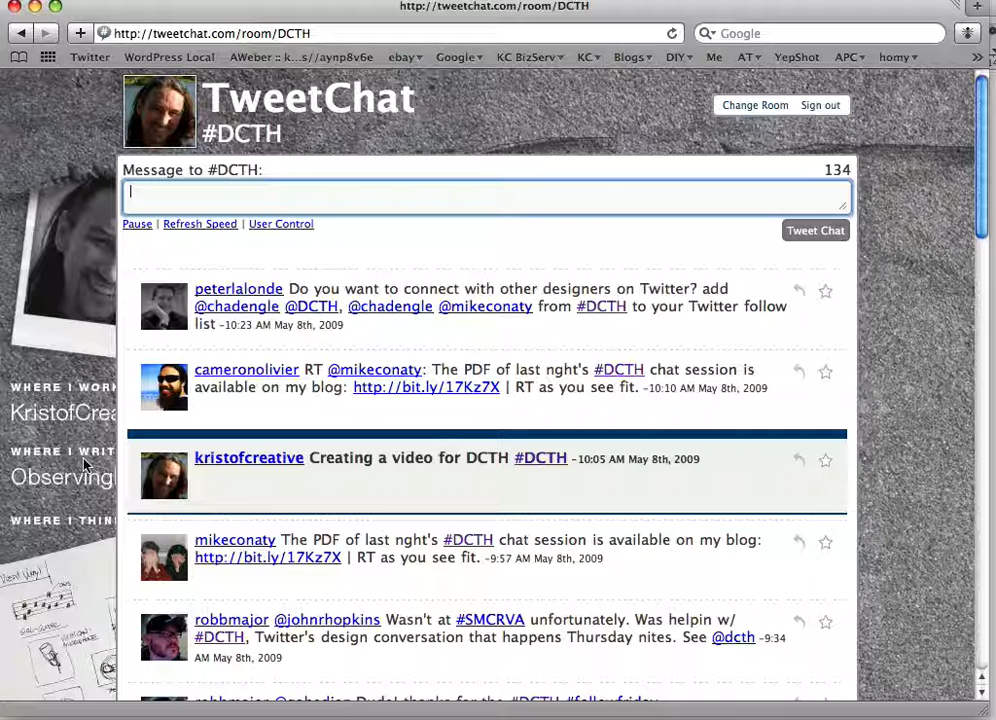 http://tweetchat.com/room/DCTH
http://tweetchat.com/room/DCTH
Google
Twitter WordPress Local AWeber :: k...s//aynp8v6e ebay Google KC BizServ KC Blogs DIY Me AT YepShot APC homy
TweetChat
#DCTH
Change Room Sign out
Message to #DCTH: 134
Pause | Refresh Speed | User Control
Tweet Chat
peterlalonde Do you want to connect with other designers on Twitter? add
@chadengle @DCTH, @chadengle @mikeconaty from #DCTH to your Twitter follow
list -10:23 AM May 8th, 2009
cameronolivier RT @mikeconaty: The PDF of last nght's #DCTH chat session is
available on my blog: http://bit.ly/17Kz7X | RT as you see fit. -10:10 AM May 8th, 2009
WHERE I WORK
KristofCrea
kristofcreative Creating a video for DCTH #DCTH -10:05 AM May 8th, 2009
WHERE I WRIT
Observing
WHERE I THIN
mikeconaty The PDF of last nght's #DCTH chat session is available on my blog:
http://bit.ly/17Kz7X | RT as you see fit. -9:57 AM May 8th, 2009
robbmajor @johnrhopkins Wasn't at #SMCRVA unfortunately. Was helpin w/
#DCTH, Twitter's design conversation that happens Thursday nites. See @dcth -9:34
AM May 8th, 2009